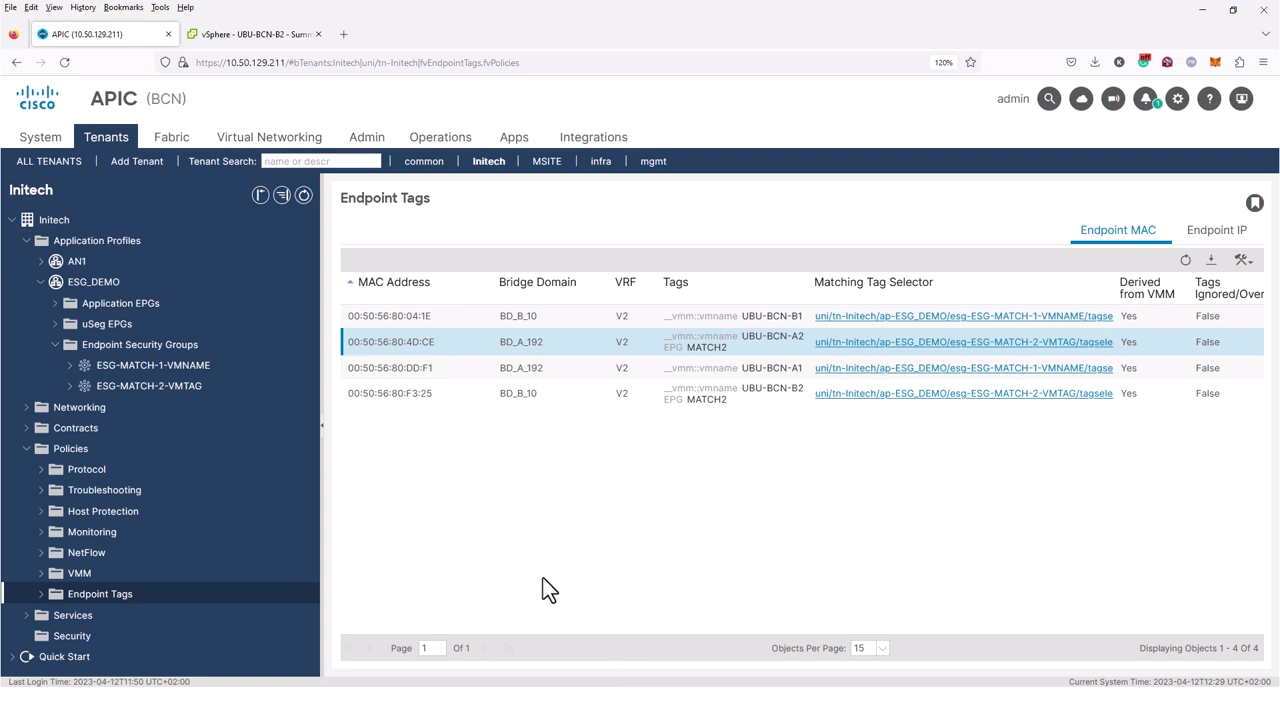 File Edit View History Bookmarks Tools Help
APIC (10.50.129.211) × vSphere - UBU-BCN-B2 - Summ ×
https://10.50.129.211/#bTenants:Initech|uni/tn-Initech|fvEndpointTags.fvPolicies 120% off
cisco APIC (BCN) admin 1
System Tenants Fabric Virtual Networking Admin Operations Apps Integrations
ALL TENANTS | Add Tenant | Tenant Search: name or descr | common | Initech | MSITE | infra | mgmt
Initech
Initech
Application Profiles
AN1
ESG_DEMO
Application EPGs
uSeg EPGs
Endpoint Security Groups
ESG-MATCH-1-VMNAME
ESG-MATCH-2-VMTAG
Networking
Contracts
Policies
Protocol
Troubleshooting
Host Protection
Monitoring
NetFlow
VMM
Endpoint Tags
Services
Security
Quick Start
Endpoint Tags
Endpoint MAC Endpoint IP
MAC Address Bridge Domain VRF Tags Matching Tag Selector Derived from VMM Tags Ignored/Over
00:50:56:80:04:1E BD_B_10 V2 __vmm::vmname UBU-BCN-B1 uni/tn-Initech/ap-ESG_DEMO/esg-ESG-MATCH-1-VMNAME/tagse Yes False
00:50:56:80:4D:CE BD_A_192 V2 __vmm::vmname UBU-BCN-A2 EPG MATCH2 uni/tn-Initech/ap-ESG_DEMO/esg-ESG-MATCH-2-VMTAG/tagsele Yes False
00:50:56:80:DD:F1 BD_A_192 V2 __vmm::vmname UBU-BCN-A1 uni/tn-Initech/ap-ESG_DEMO/esg-ESG-MATCH-1-VMNAME/tagse Yes False
00:50:56:80:F3:25 BD_B_10 V2 __vmm::vmname UBU-BCN-B2 EPG MATCH2 uni/tn-Initech/ap-ESG_DEMO/esg-ESG-MATCH-2-VMTAG/tagsele Yes False
Page 1 Of 1 Objects Per Page: 15 Displaying Objects 1 - 4 Of 4
Last Login Time: 2023-04-12T11:50 UTC+02:00 Current System Time: 2023-04-12T12:29 UTC+02:00